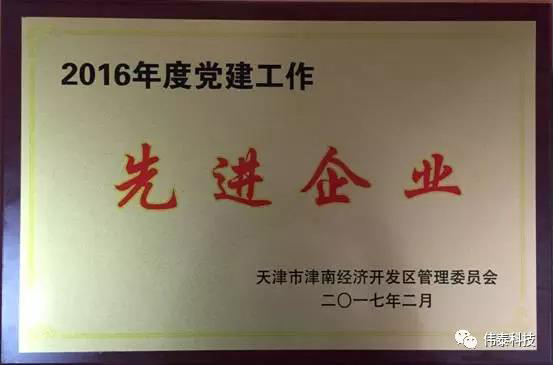 2016年度党建工作
先进企业
天津市津南经济开发区管理委员会
二〇一七年二月
伟泰科技